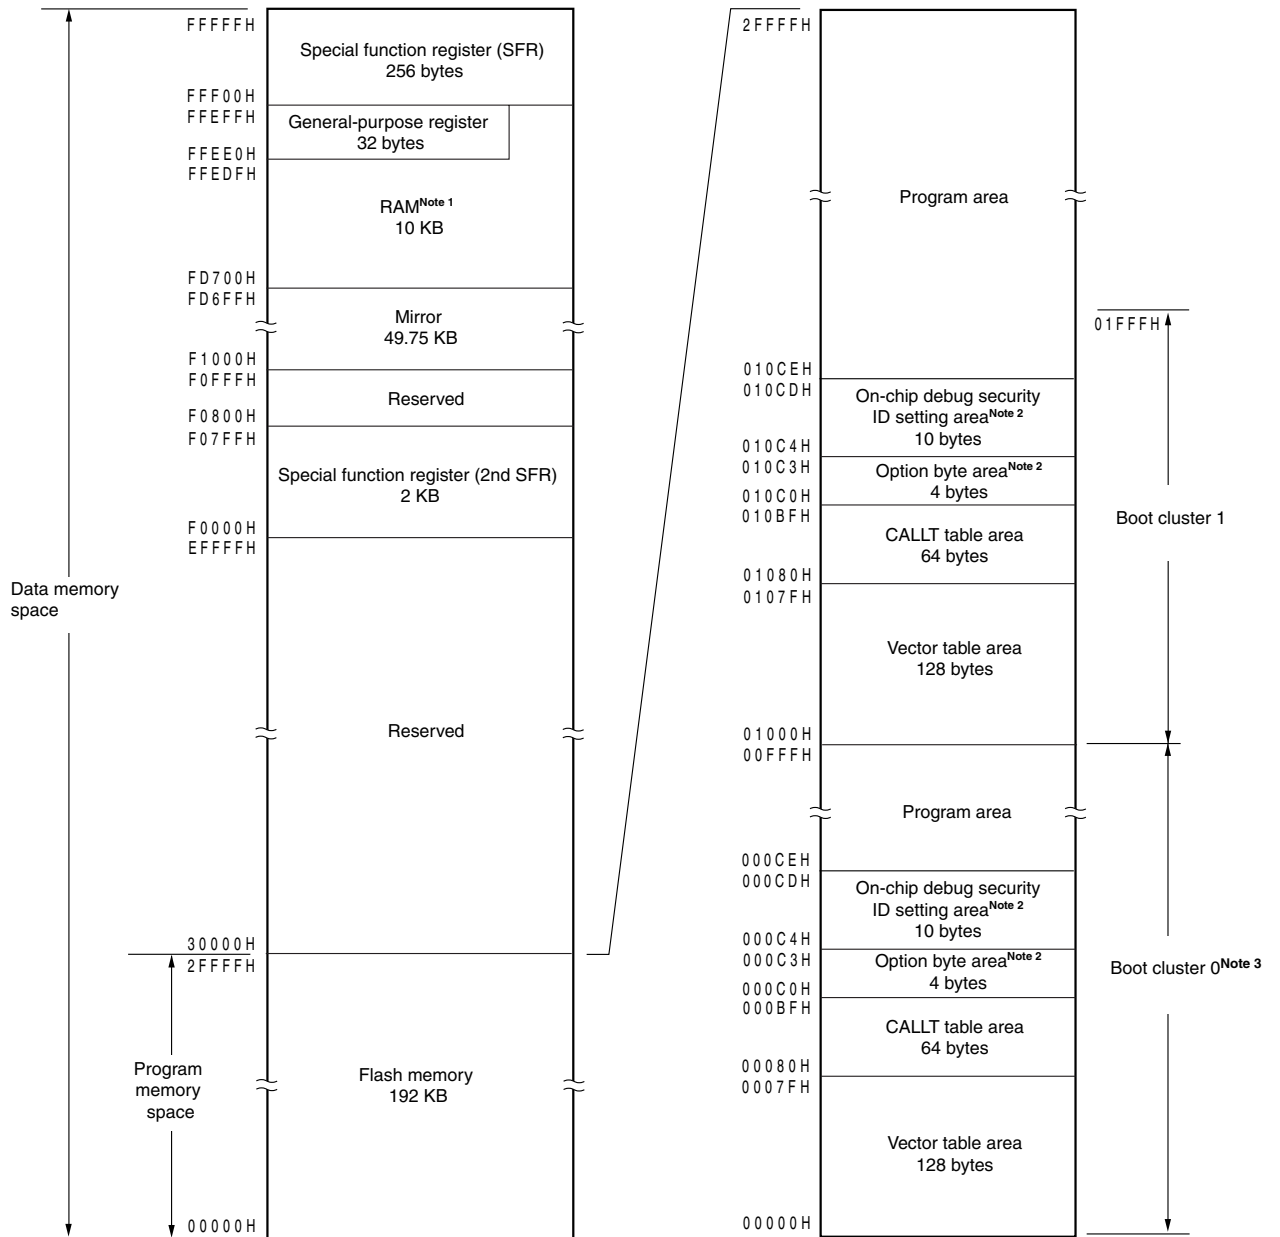 FFFFFH
Special function register (SFR)
256 bytes
FFF00H
FFEFFH
General-purpose register
32 bytes
FFEE0H
FFEDFH
RAMNote 1
10 KB
FD700H
FD6FFH
Mirror
49.75 KB
F1000H
F0FFFH
Reserved
F0800H
F07FFH
Special function register (2nd SFR)
2 KB
F0000H
EFFFFH
Data memory
space
Reserved
30000H
2FFFFH
Program
memory
space
Flash memory
192 KB
00000H
2FFFFH
Program area
01FFFH
010CEH
010CDH
On-chip debug security
ID setting areaNote 2
10 bytes
010C4H
010C3H
Option byte areaNote 2
4 bytes
010C0H
010BFH
Boot cluster 1
CALLT table area
64 bytes
01080H
0107FH
Vector table area
128 bytes
01000H
00FFFH
Program area
000CEH
000CDH
On-chip debug security
ID setting areaNote 2
10 bytes
000C4H
000C3H
Option byte areaNote 2
4 bytes
Boot cluster 0Note 3
000C0H
000BFH
CALLT table area
64 bytes
00080H
0007FH
Vector table area
128 bytes
00000H